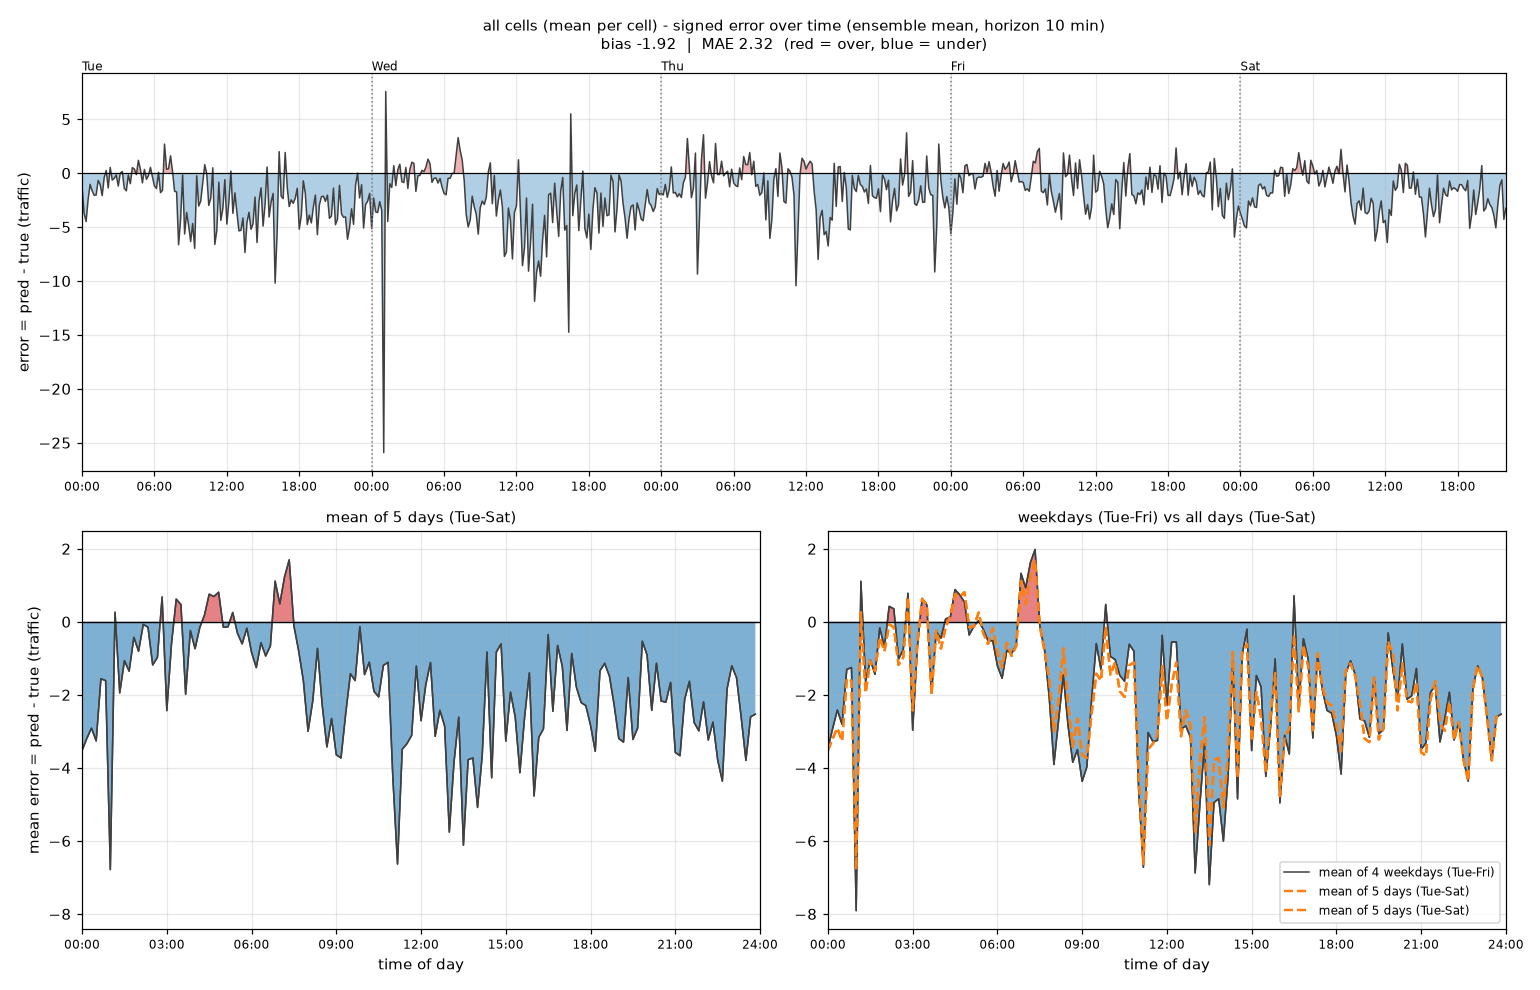 all cells (mean per cell) - signed error over time (ensemble mean, horizon 10 min)
bias -1.92 | MAE 2.32 (red = over, blue = under)
Tue Wed Thu Fri Sat
error = pred - true (traffic)
5
0
−5
−10
−15
−20
−25
00:00 06:00 12:00 18:00 00:00 06:00 12:00 18:00 00:00 06:00 12:00 18:00 00:00 06:00 12:00 18:00 00:00 06:00 12:00 18:00
mean of 5 days (Tue-Sat)
mean error = pred - true (traffic)
2
0
−2
−4
−6
−8
00:00 03:00 06:00 09:00 12:00 15:00 18:00 21:00 24:00
time of day
weekdays (Tue-Fri) vs all days (Tue-Sat)
2
0
−2
−4
−6
−8
mean of 4 weekdays (Tue-Fri)
mean of 5 days (Tue-Sat)
mean of 5 days (Tue-Sat)
00:00 03:00 06:00 09:00 12:00 15:00 18:00 21:00 24:00
time of day